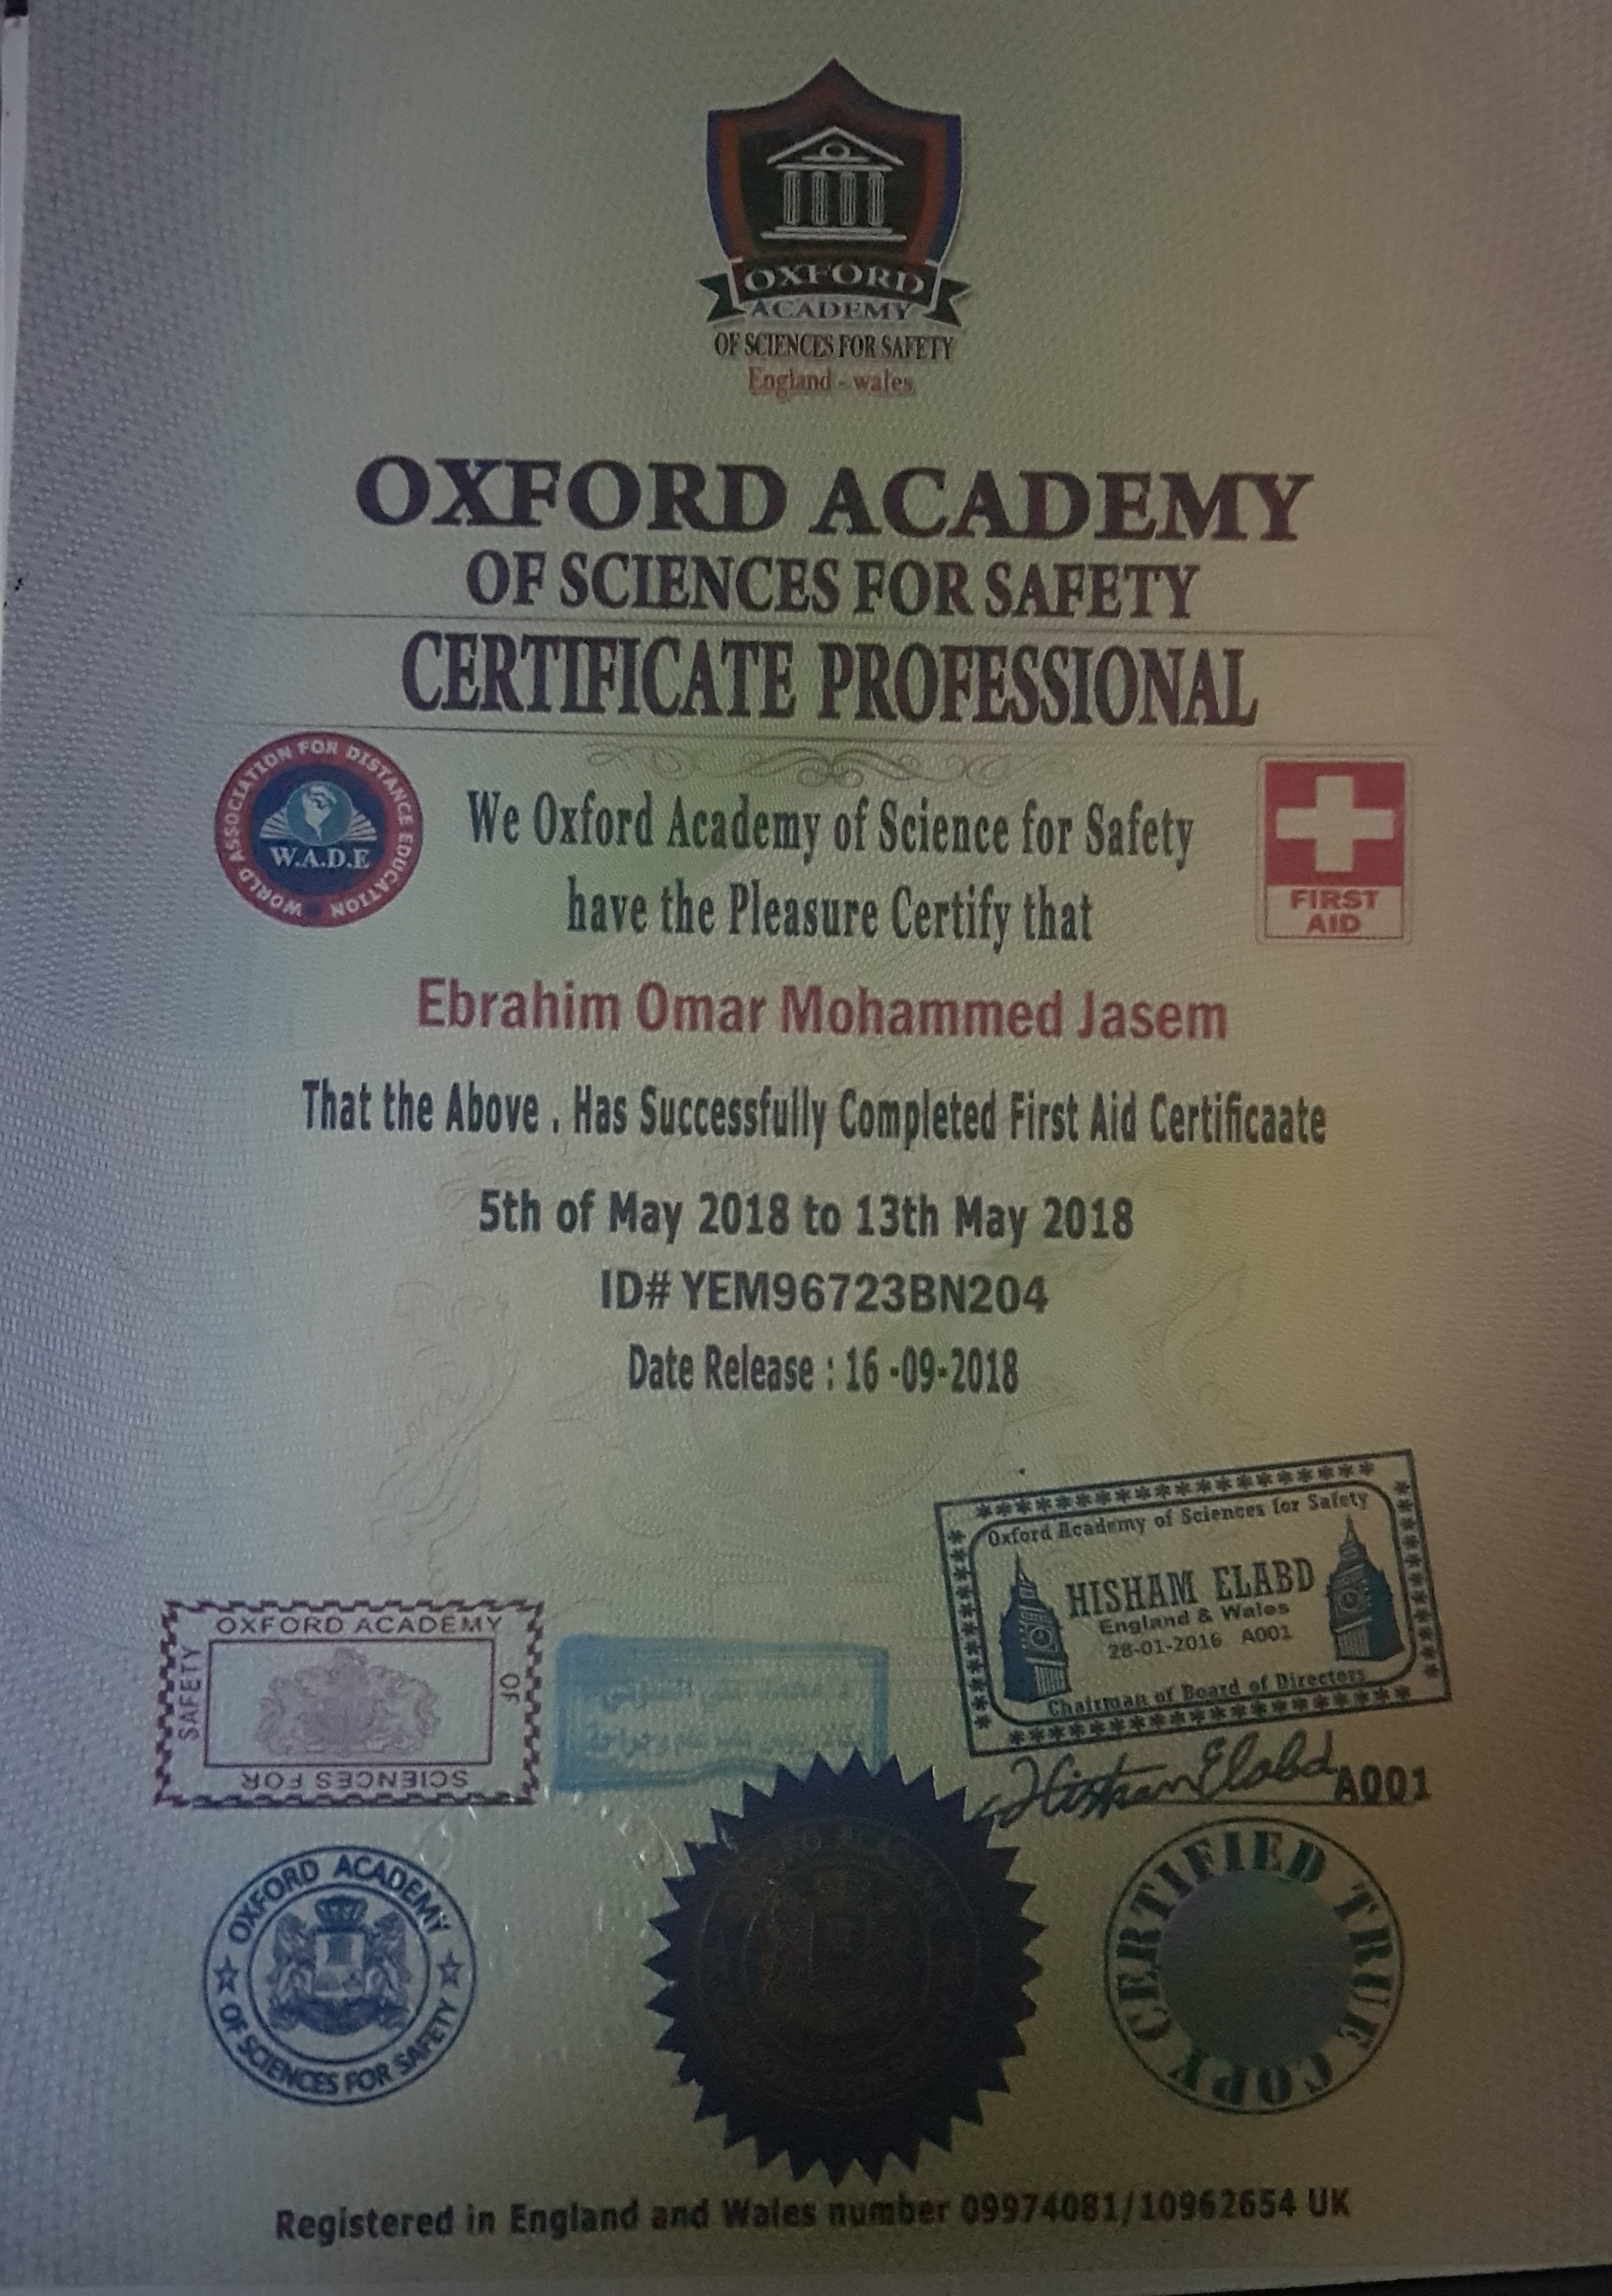 OXFORD
ACADEMY
OF SCIENCES FOR SAFETY
England - wales
OXFORD ACADEMY
OF SCIENCES FOR SAFETY
CERTIFICATE PROFESSIONAL
WORLD ASSOCIATION FOR DISTANCE EDUCATION
W.A.D.E
We Oxford Academy of Science for Safety
have the Pleasure Certify that
FIRST
AID
Ebrahim Omar Mohammed Jasem
That the Above . Has Successfully Completed First Aid Certificaate
5th of May 2018 to 13th May 2018
ID# YEM96723BN204
Date Release : 16 -09-2018
Oxford Academy of Sciences for Safety
HISHAM ELABD
England & Wales
28-01-2016 A001
Chairman of Board of Directors
OXFORD ACADEMY
OF
SCIENCES FOR
SAFETY
Hisham Elabd A001
OXFORD ACADEMY
OF SCIENCES FOR SAFETY
CERTIFIED TRUE COPY
Registered in England and Wales number 09974081/10962654 UK